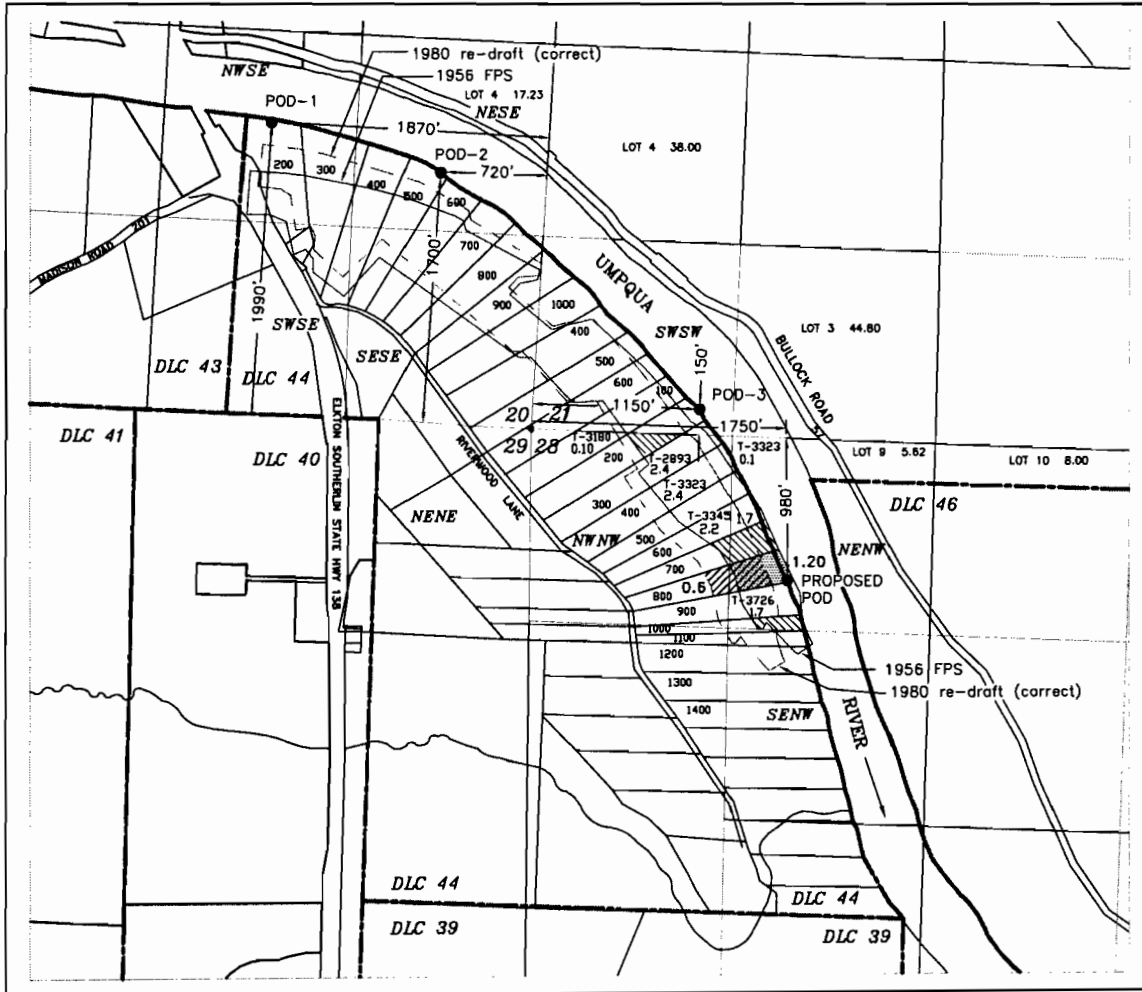 1980 re-draft (correct)
1956 FPS
NWSE
LOT 4 17.23
NESE
POD-1
1870'
LOT 4 38.00
POD-2
720'
200
300
400
500
600
700
800
900
1000
1700'
1990'
MADISON ROAD 201
UMPQUA
SWSW
LOT 3 44.80
BULLOCK ROAD 57
SWSE
SESE
DLC 43
DLC 44
400
500
600
100
150'
POD-3
1150'
1750'
20 21
29 28
DLC 41
DLC 40
ELKTON SOUTHERLIN STATE HWY 138
RIVERWOOD LANE
T-3180
0.10
200
T-2893
2.4
T-3323
2.4
T-3323
0.1
LOT 9 5.62
LOT 10 8.00
980'
DLC 46
NENE
300
400
500
600
700
800
900
1000
1100
1200
1300
1400
NWNW
T-3345
2.2
1.7
NENW
1.20
PROPOSED
POD
0.6
T-3726
1.7
1956 FPS
1980 re-draft (correct)
SENW
RIVER
DLC 44
DLC 44
DLC 39
DLC 39